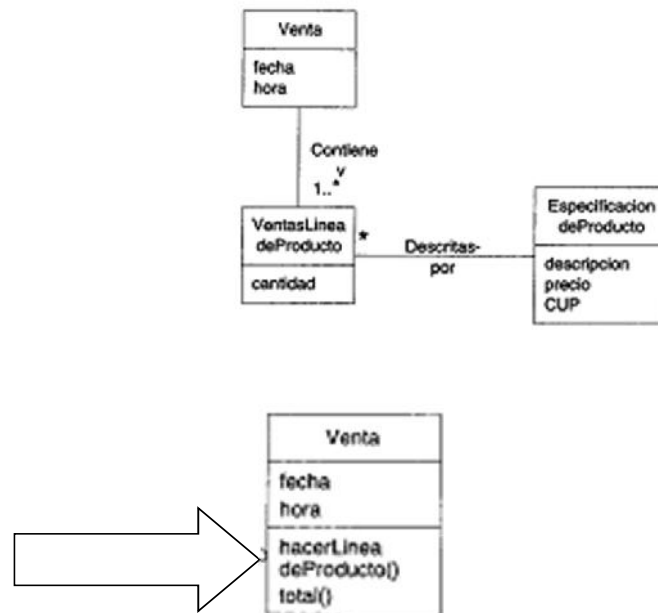 Venta
fecha
hora
Contiene
v
1..*
VentasLinea
deProducto
*
cantidad
Descritas-
por
Especificacion
deProducto
descripcion
precio
CUP
Venta
fecha
hora
hacerLinea
deProducto()
total()